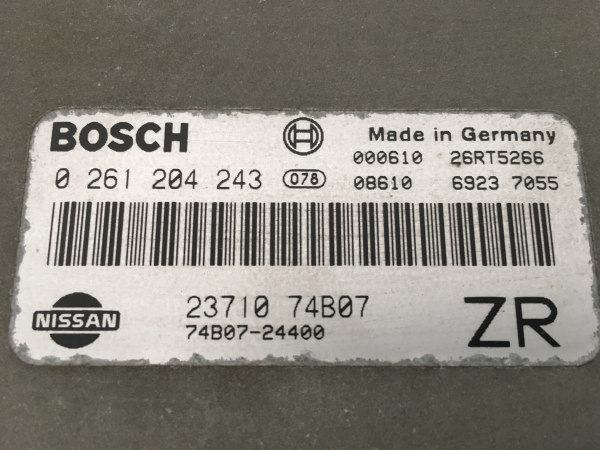 BOSCH
Made in Germany
000610 26RT5266
0 261 204 243 078
08610 6923 7055
NISSAN
23710 74B07
74B07-24400
ZR